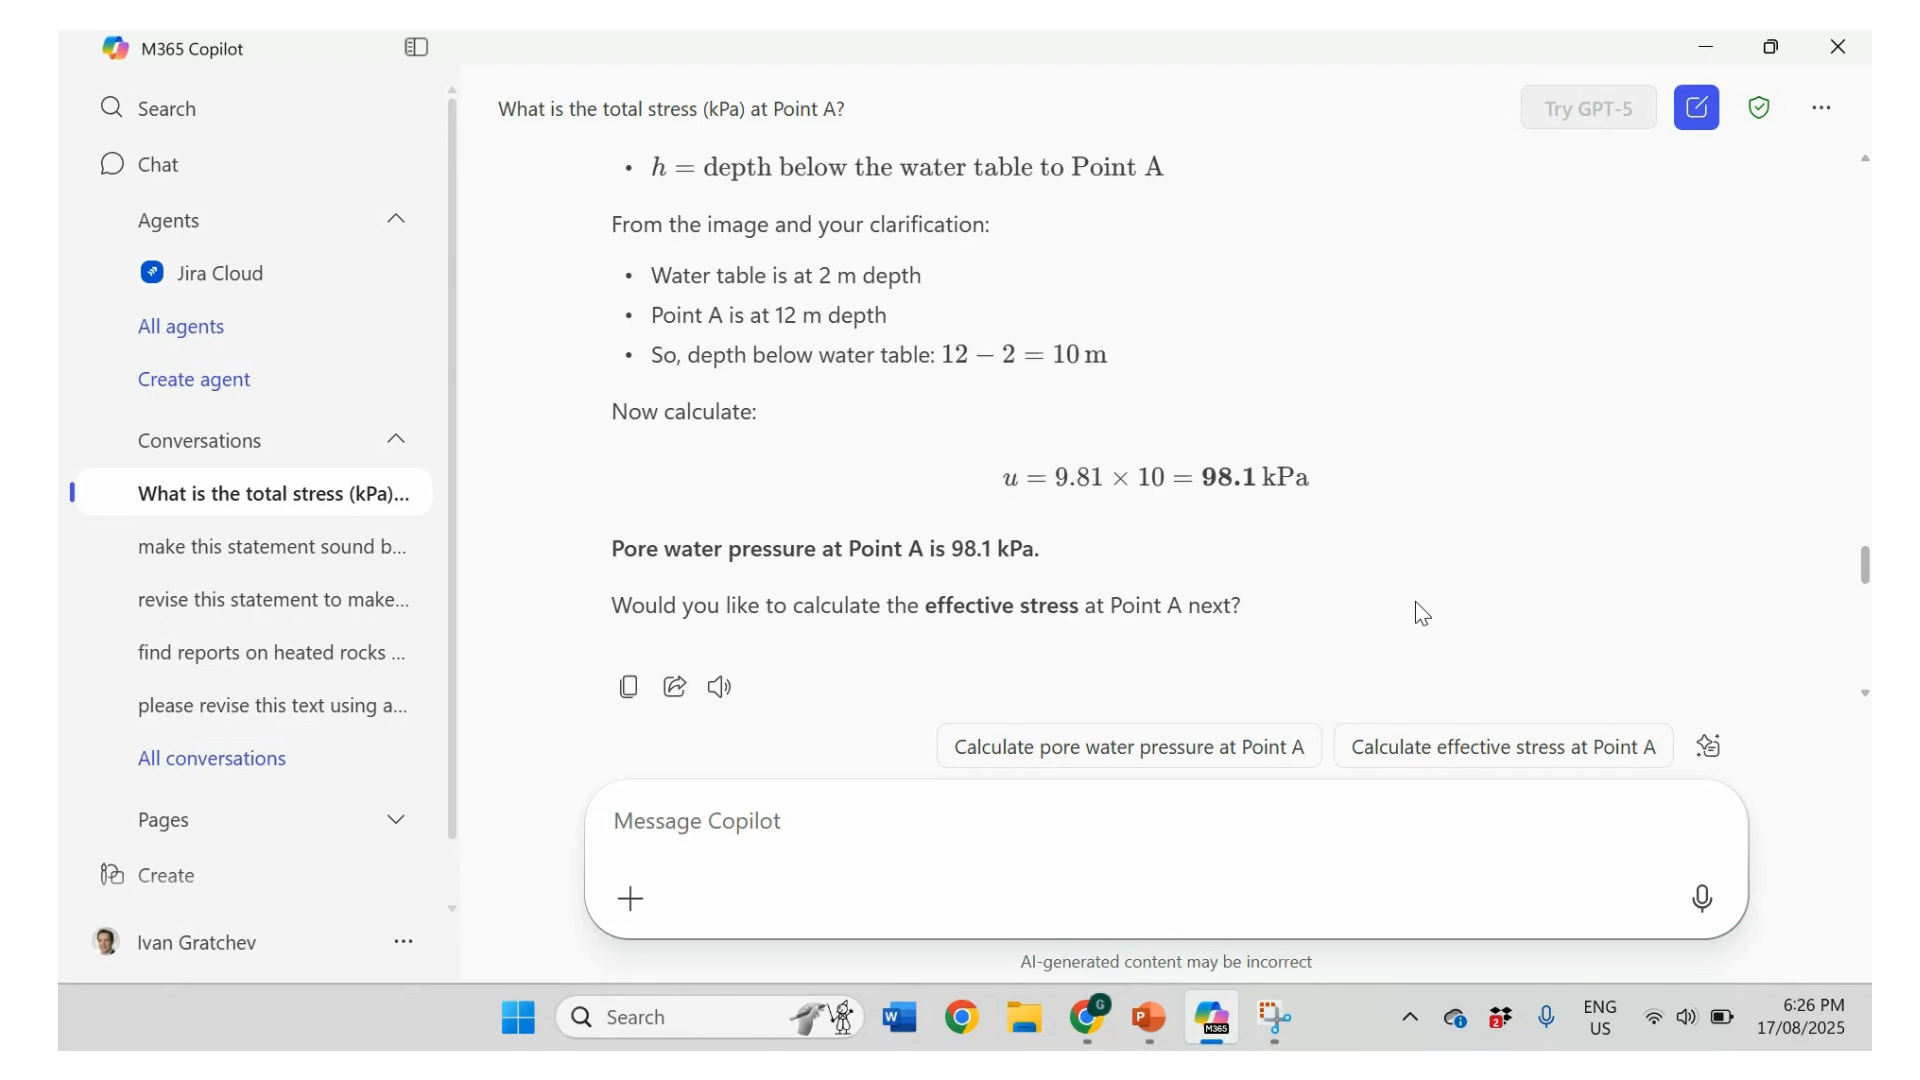 M365 Copilot
Search
Chat
Agents
Jira Cloud
All agents
Create agent
Conversations
What is the total stress (kPa)...
make this statement sound b...
revise this statement to make...
find reports on heated rocks ...
please revise this text using a...
All conversations
Pages
Create
Ivan Gratchev
What is the total stress (kPa) at Point A?
Try GPT-5
• h = depth below the water table to Point A
From the image and your clarification:
• Water table is at 2 m depth
• Point A is at 12 m depth
• So, depth below water table: 12 − 2 = 10 m
Now calculate:
u = 9.81 × 10 = 98.1 kPa
Pore water pressure at Point A is 98.1 kPa.
Would you like to calculate the effective stress at Point A next?
Calculate pore water pressure at Point A
Calculate effective stress at Point A
Message Copilot
AI-generated content may be incorrect
Search
W
G
P
M365
2
ENG
US
6:26 PM
17/08/2025